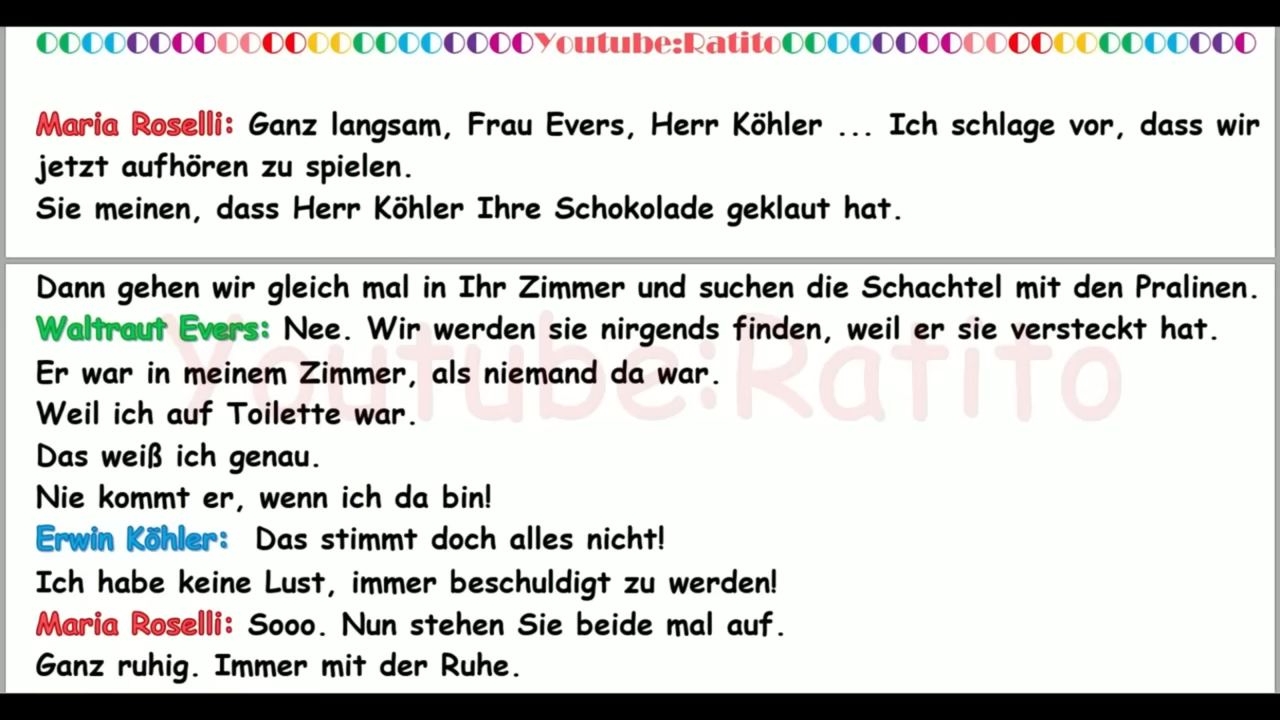 Youtube:Ratito
Maria Roselli: Ganz langsam, Frau Evers, Herr Köhler ... Ich schlage vor, dass wir
jetzt aufhören zu spielen.
Sie meinen, dass Herr Köhler Ihre Schokolade geklaut hat.
Dann gehen wir gleich mal in Ihr Zimmer und suchen die Schachtel mit den Pralinen.
Waltraut Evers: Nee. Wir werden sie nirgends finden, weil er sie versteckt hat.
Er war in meinem Zimmer, als niemand da war.
Youtube:Ratito
Weil ich auf Toilette war.
Das weiß ich genau.
Nie kommt er, wenn ich da bin!
Erwin Köhler: Das stimmt doch alles nicht!
Ich habe keine Lust, immer beschuldigt zu werden!
Maria Roselli: Sooo. Nun stehen Sie beide mal auf.
Ganz ruhig. Immer mit der Ruhe.